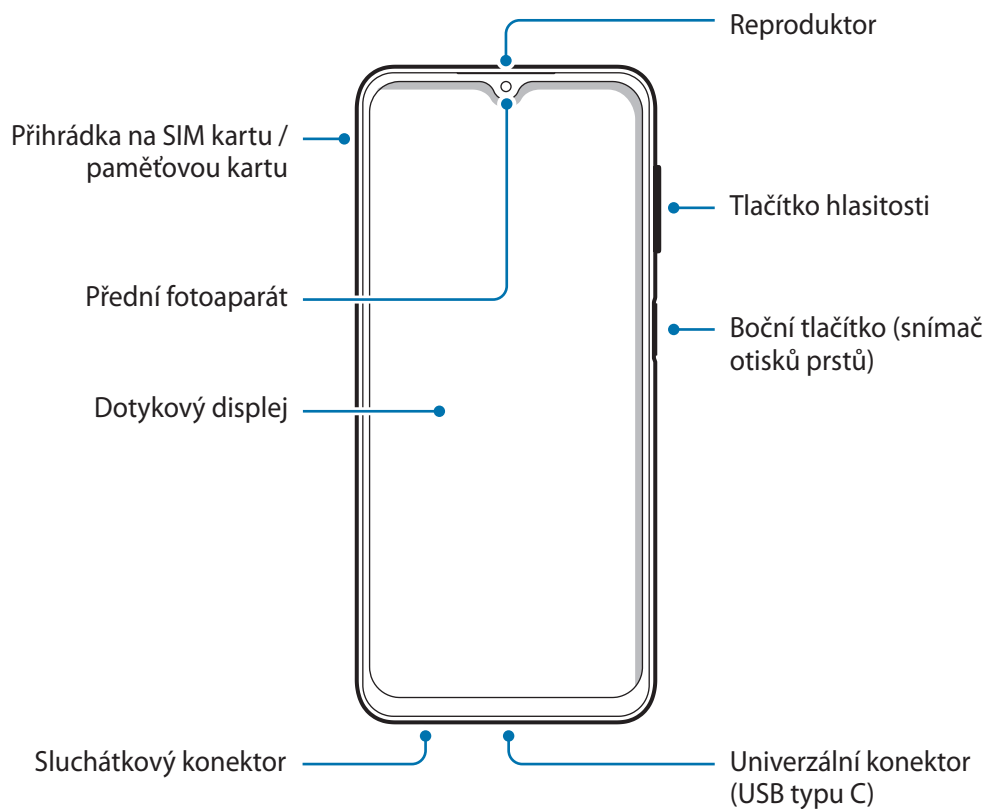 Reproduktor
Přihrádka na SIM kartu /
paměťovou kartu
Tlačítko hlasitosti
Přední fotoaparát
Boční tlačítko (snímač
otisků prstů)
Dotykový displej
Sluchátkový konektor
Univerzální konektor
(USB typu C)